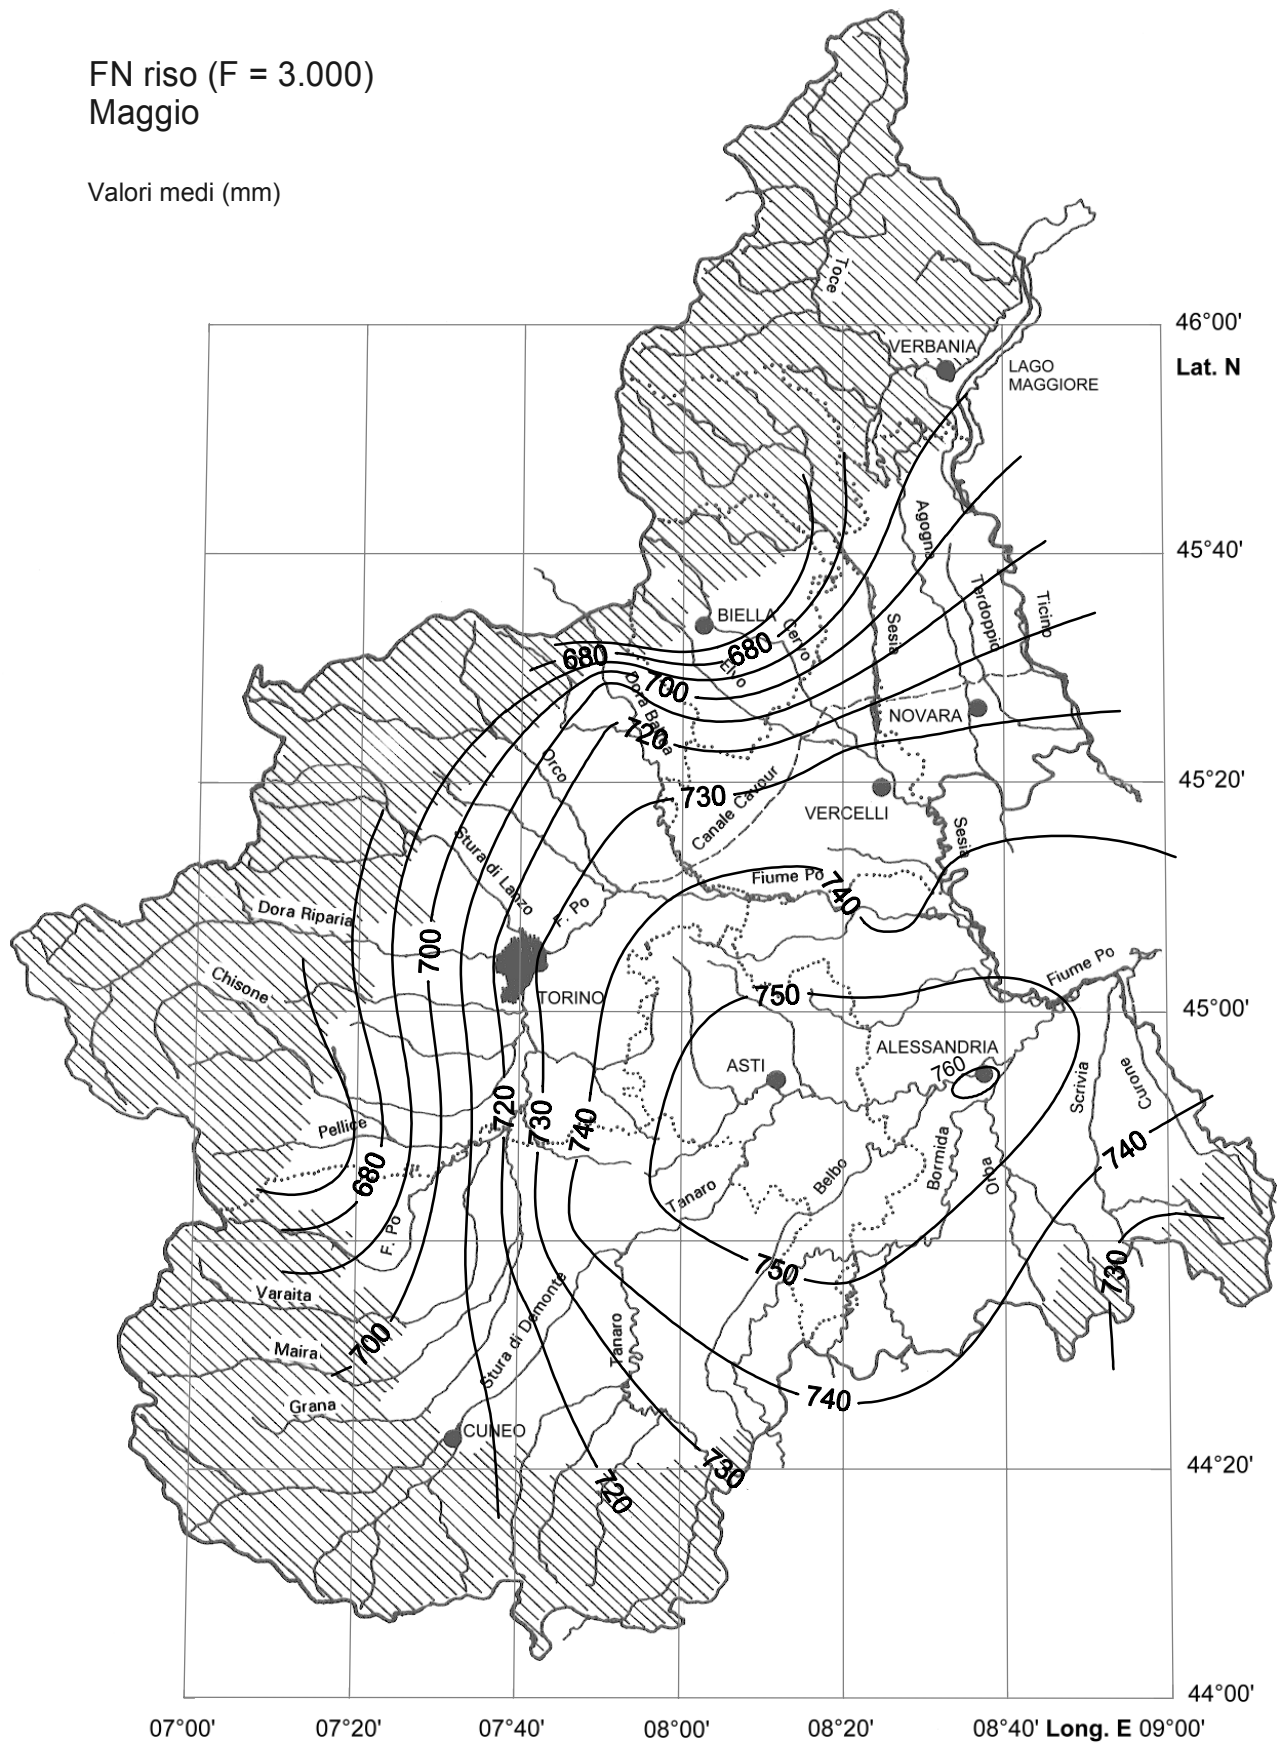 FN riso (F = 3.000)
Maggio
Valori medi (mm)
Toce
46°00'
VERBANIA
Lat. N
LAGO
MAGGIORE
Agogna
45°40'
Terdoppio
Ticino
BIELLA
Sesia
Cervo
680
680
Elvo
700
Dora Baltea
NOVARA
720
Orco
45°20'
730
Canale Cavour
VERCELLI
Sesia
Stura di Lanzo
Fiume Po
740
F. Po
Dora Riparia
700
Fiume Po
Chisone
TORINO
750
45°00'
ALESSANDRIA
ASTI
760
Scrivia
Curone
720
730
740
Pellice
740
680
Tanaro
Belbo
Bormida
Orba
F. Po
750
730
Varaita
Stura di Demonte
Tanaro
700
Maira
740
Grana
CUNEO
730
720
44°20'
44°00'
07°00'
07°20'
07°40'
08°00'
08°20'
08°40'
Long. E
09°00'